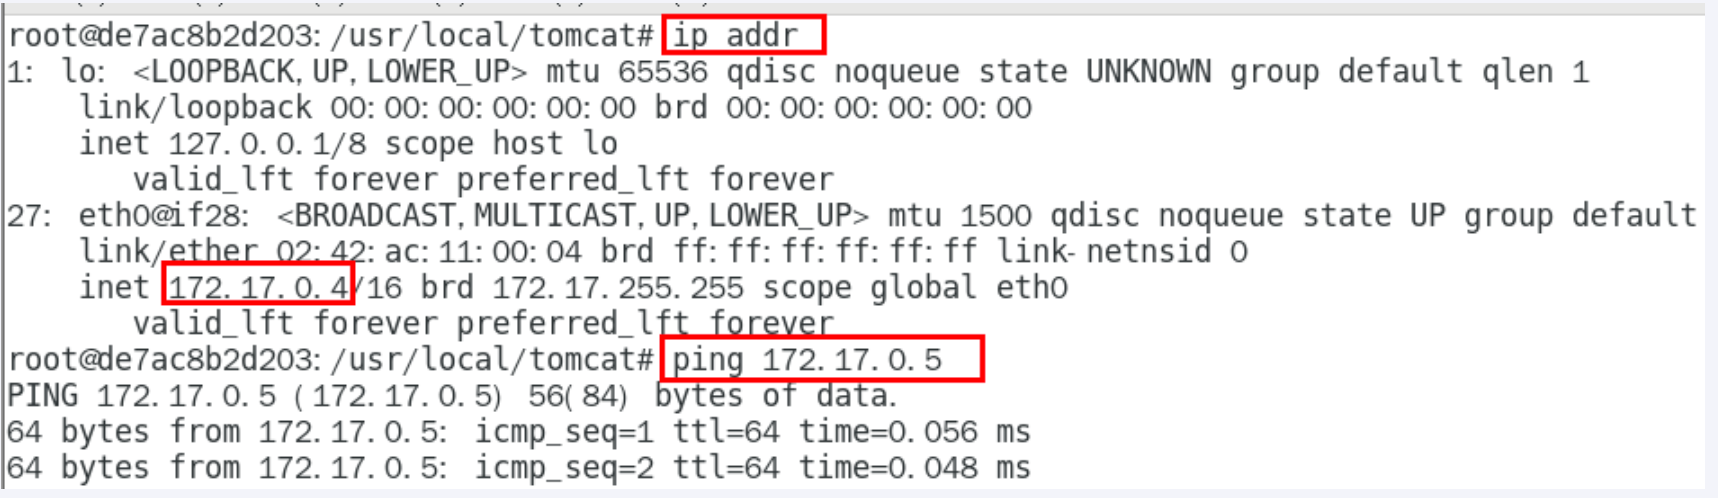 root@de7ac8b2d203:/usr/local/tomcat# ip addr
1: lo: <LOOPBACK,UP,LOWER_UP> mtu 65536 qdisc noqueue state UNKNOWN group default qlen 1
link/loopback 00:00:00:00:00:00 brd 00:00:00:00:00:00
inet 127.0.0.1/8 scope host lo
valid_lft forever preferred_lft forever
27: eth0@if28: <BROADCAST,MULTICAST,UP,LOWER_UP> mtu 1500 qdisc noqueue state UP group default
link/ether 02:42:ac:11:00:04 brd ff:ff:ff:ff:ff:ff link-netnsid 0
inet 172.17.0.4/16 brd 172.17.255.255 scope global eth0
valid_lft forever preferred_lft forever
root@de7ac8b2d203:/usr/local/tomcat# ping 172.17.0.5
PING 172.17.0.5 (172.17.0.5) 56(84) bytes of data.
64 bytes from 172.17.0.5: icmp_seq=1 ttl=64 time=0.056 ms
64 bytes from 172.17.0.5: icmp_seq=2 ttl=64 time=0.048 ms